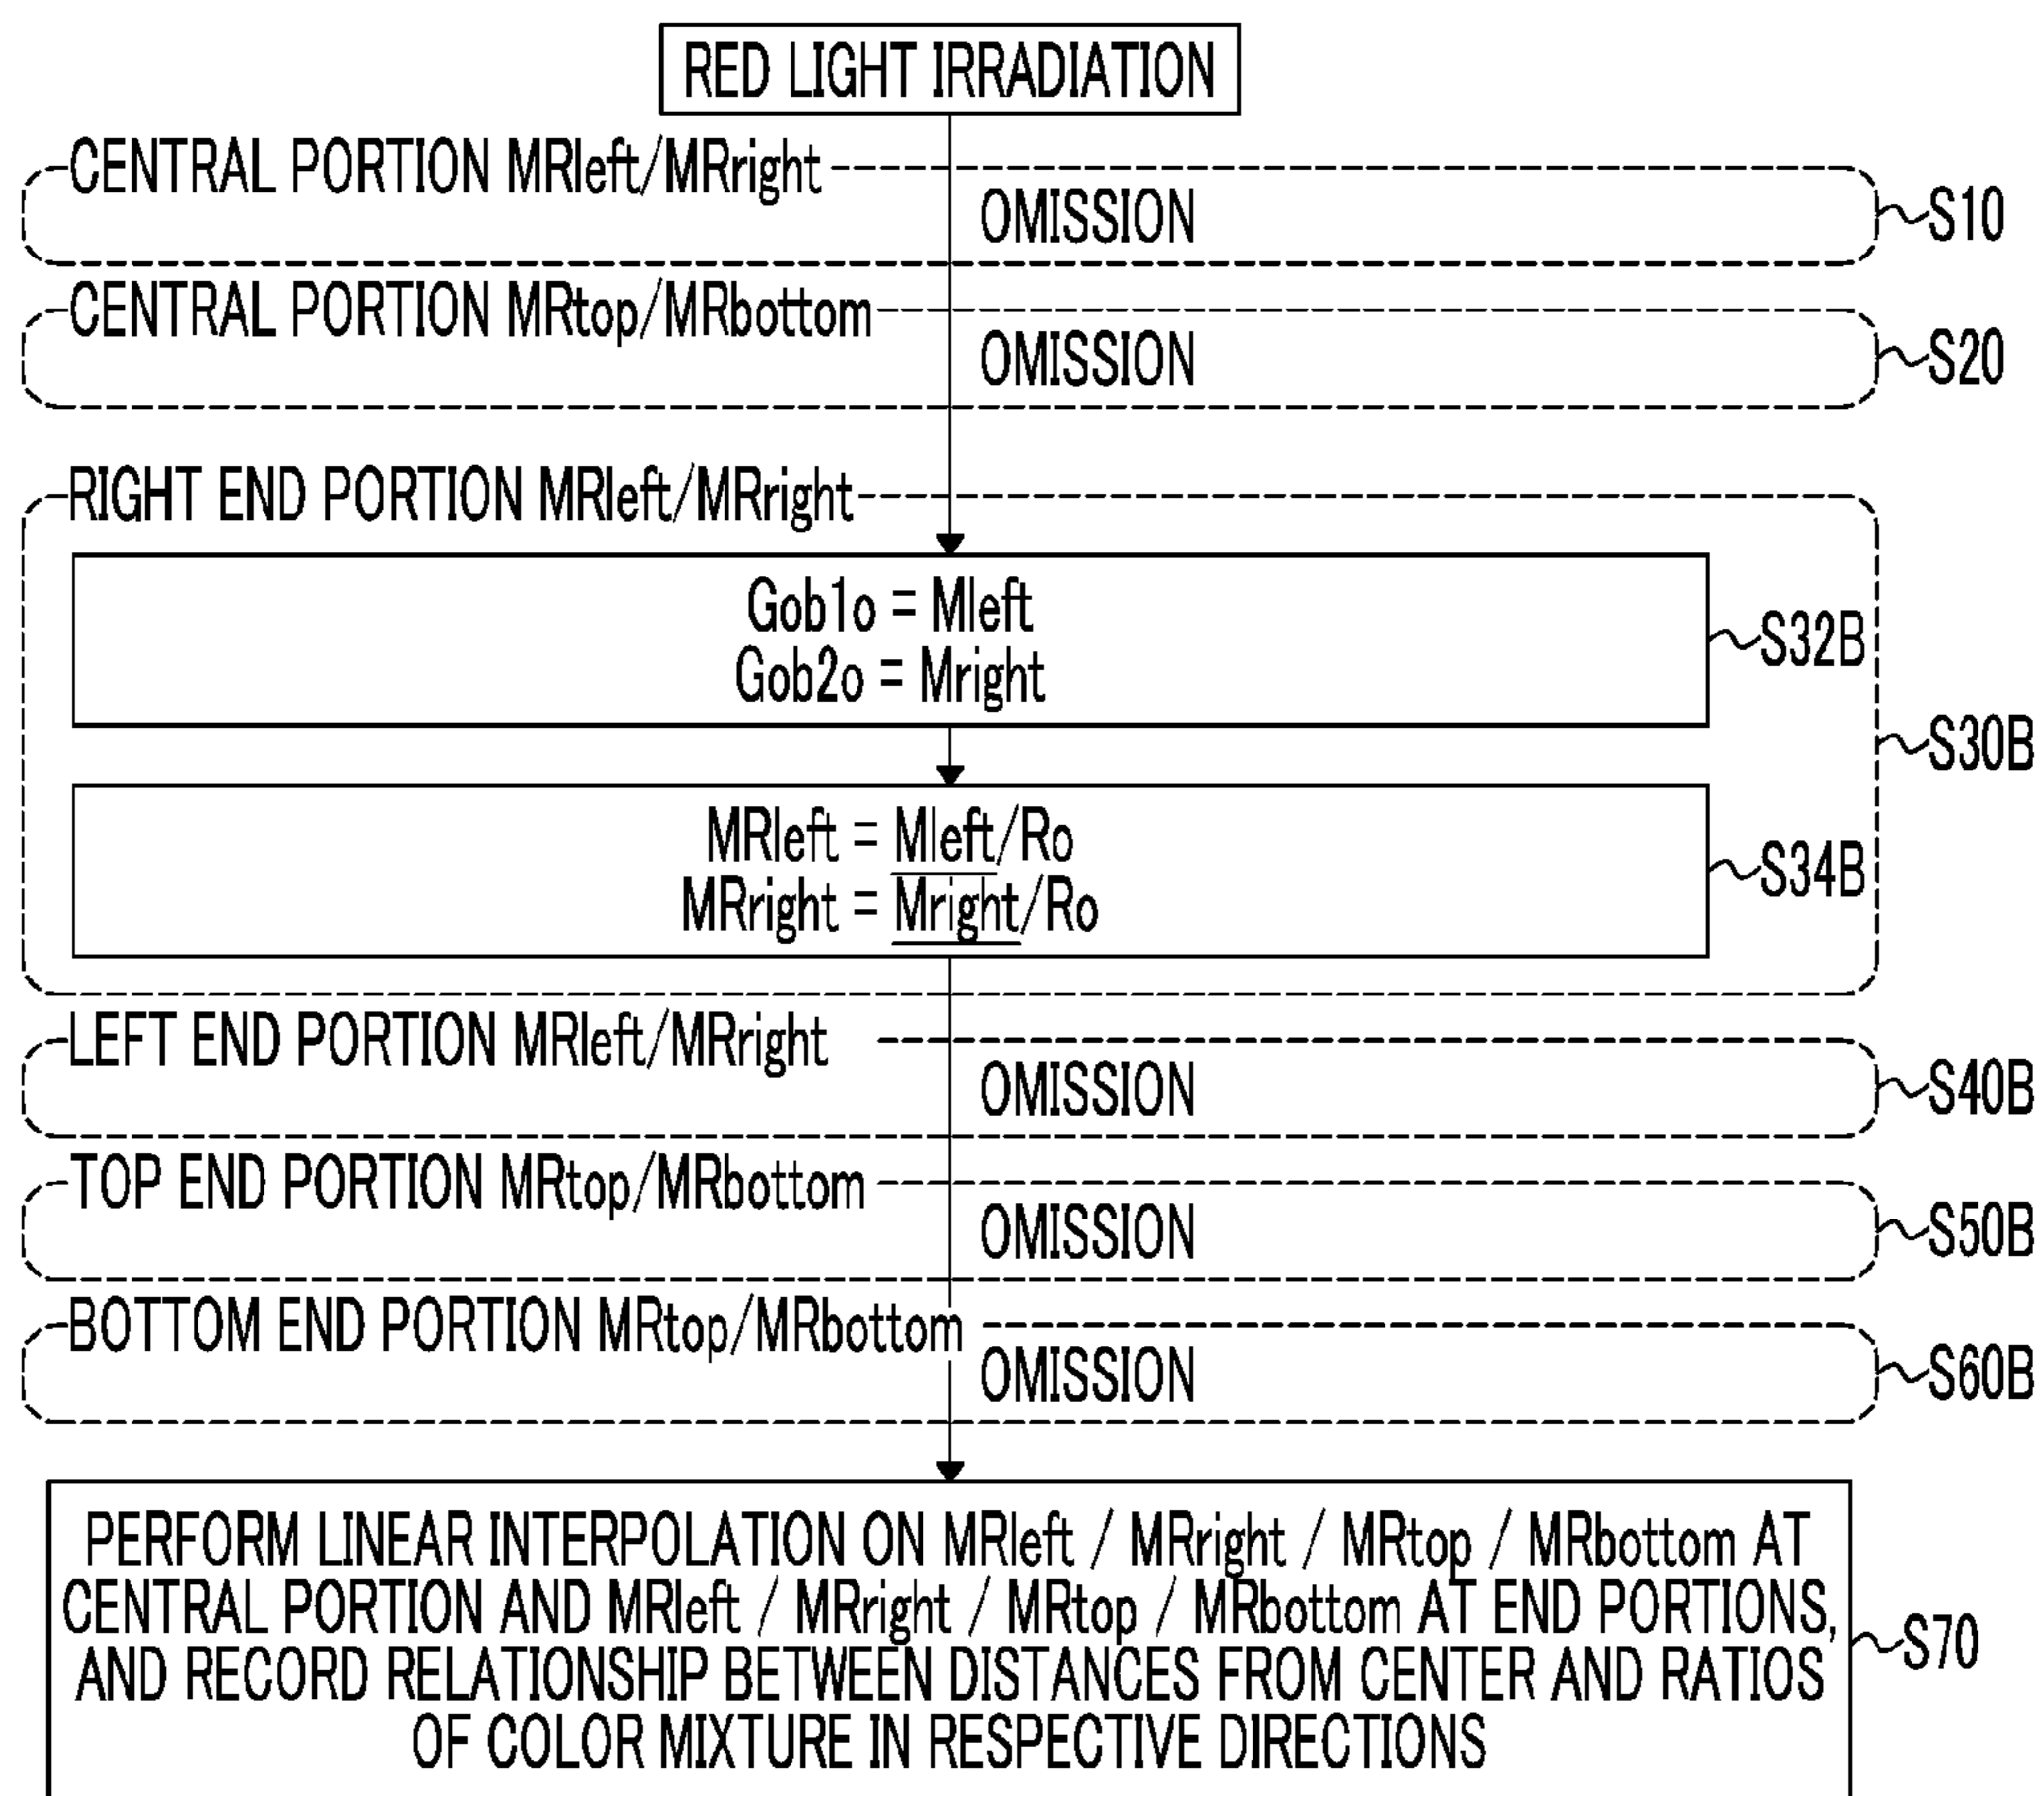 RED LIGHT IRRADIATION
CENTRAL PORTION MRleft/MRright
OMISSION
S10
CENTRAL PORTION MRtop/MRbottom
OMISSION
S20
RIGHT END PORTION MRleft/MRright
Gob1o = Mleft
Gob2o = Mright
S32B
S30B
MRleft = Mleft/Ro
MRright = Mright/Ro
S34B
LEFT END PORTION MRleft/MRright
OMISSION
S40B
TOP END PORTION MRtop/MRbottom
OMISSION
S50B
BOTTOM END PORTION MRtop/MRbottom
OMISSION
S60B
PERFORM LINEAR INTERPOLATION ON MRleft / MRright / MRtop / MRbottom AT
CENTRAL PORTION AND MRleft / MRright / MRtop / MRbottom AT END PORTIONS,
AND RECORD RELATIONSHIP BETWEEN DISTANCES FROM CENTER AND RATIOS
OF COLOR MIXTURE IN RESPECTIVE DIRECTIONS
S70